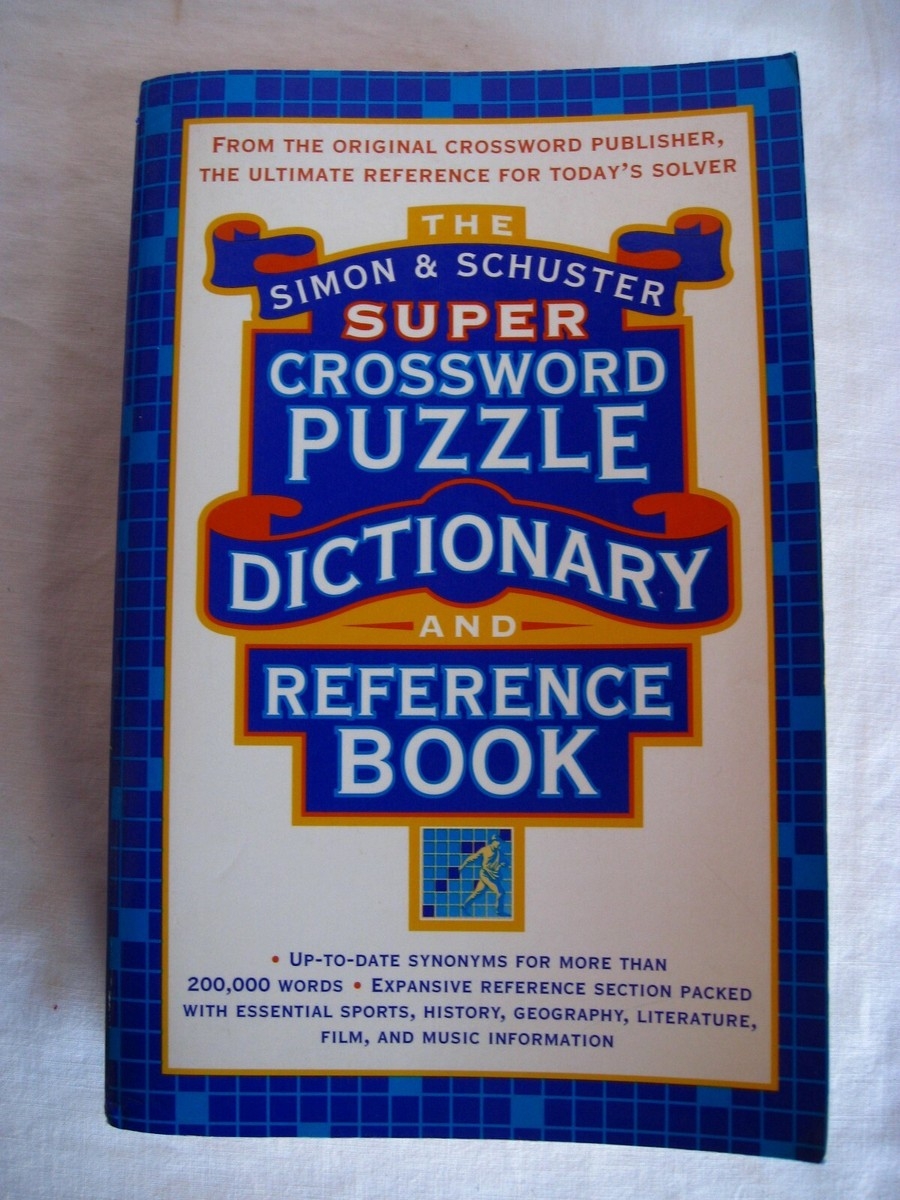 FROM THE ORIGINAL CROSSWORD PUBLISHER,
THE ULTIMATE REFERENCE FOR TODAY'S SOLVER
THE
SIMON & SCHUSTER
SUPER
CROSSWORD
PUZZLE
DICTIONARY
AND
REFERENCE
BOOK
• UP-TO-DATE SYNONYMS FOR MORE THAN
200,000 WORDS • EXPANSIVE REFERENCE SECTION PACKED
WITH ESSENTIAL SPORTS, HISTORY, GEOGRAPHY, LITERATURE,
FILM, AND MUSIC INFORMATION